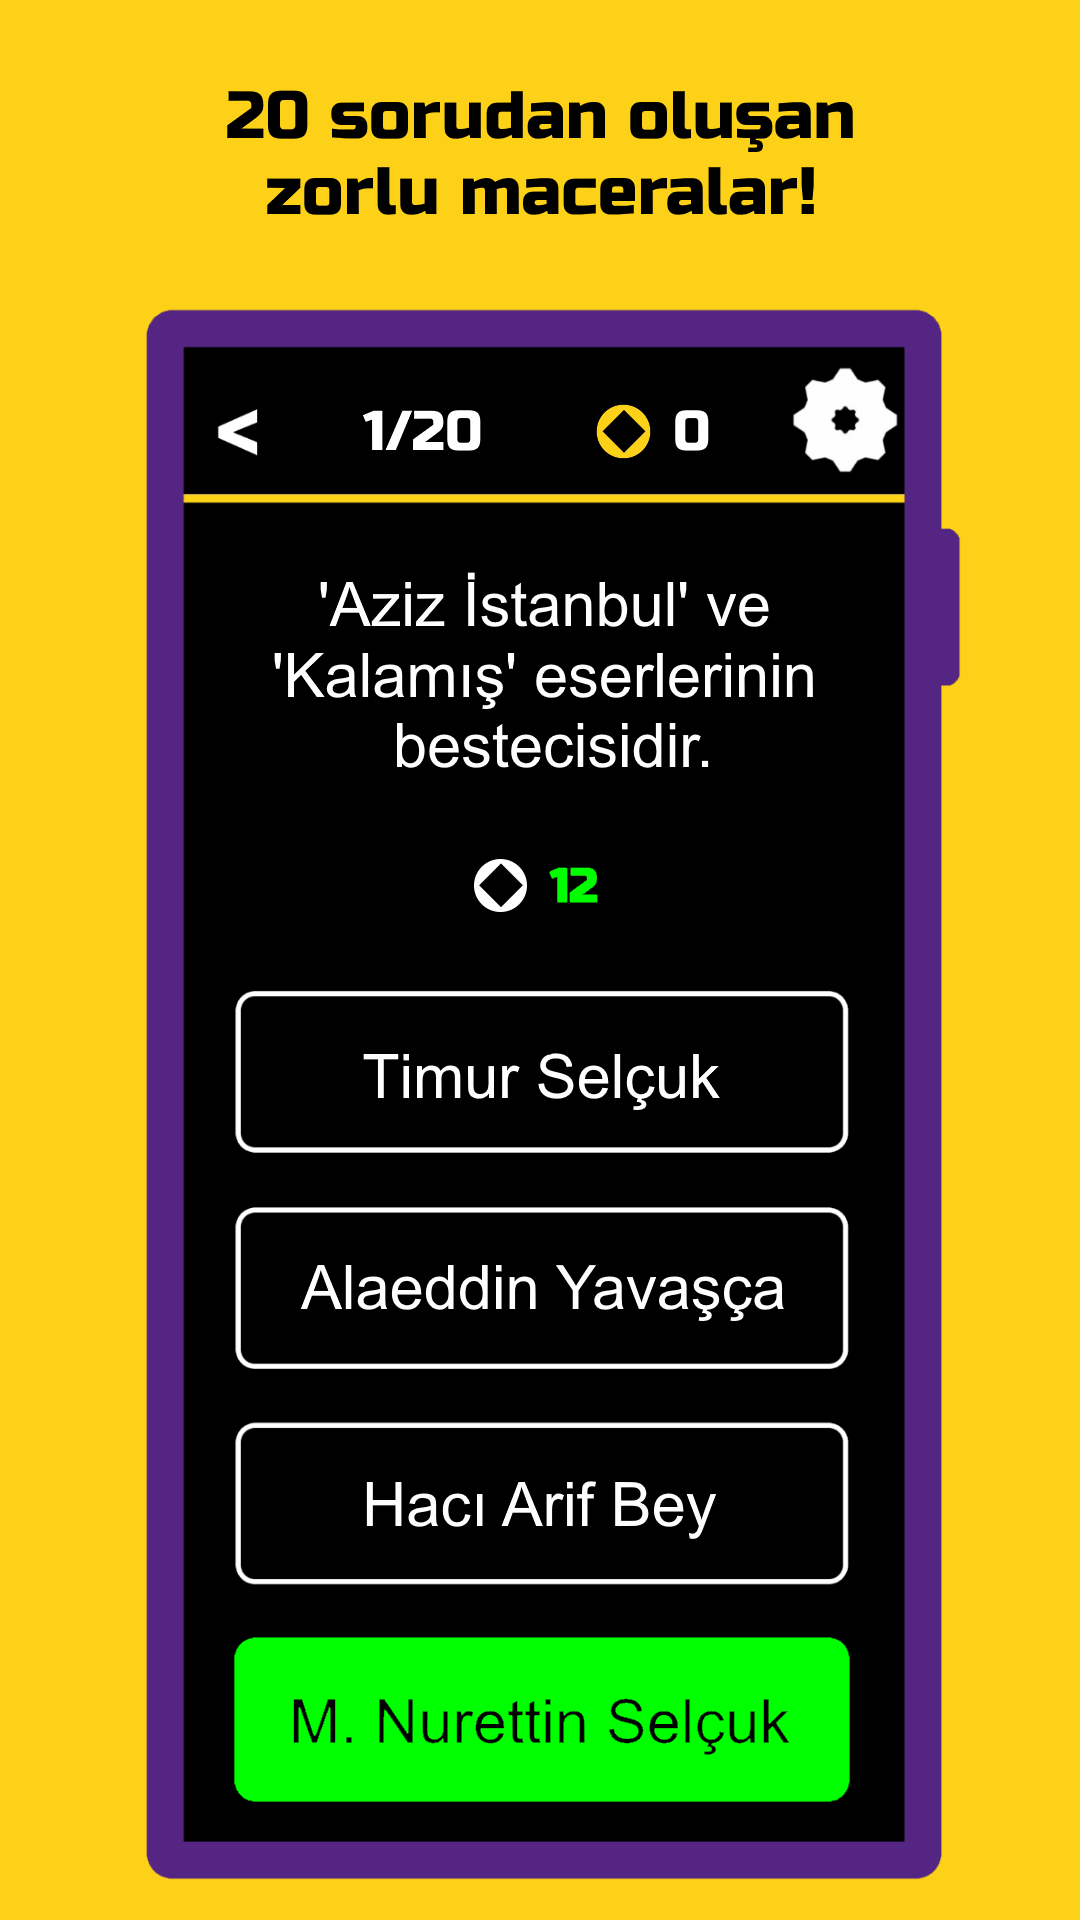 20 sorudan oluşan
zorlu maceralar!
< 1/20 0
'Aziz İstanbul' ve
'Kalamış' eserlerinin
bestecisidir.
12
Timur Selçuk
Alaeddin Yavaşça
Hacı Arif Bey
M. Nurettin Selçuk